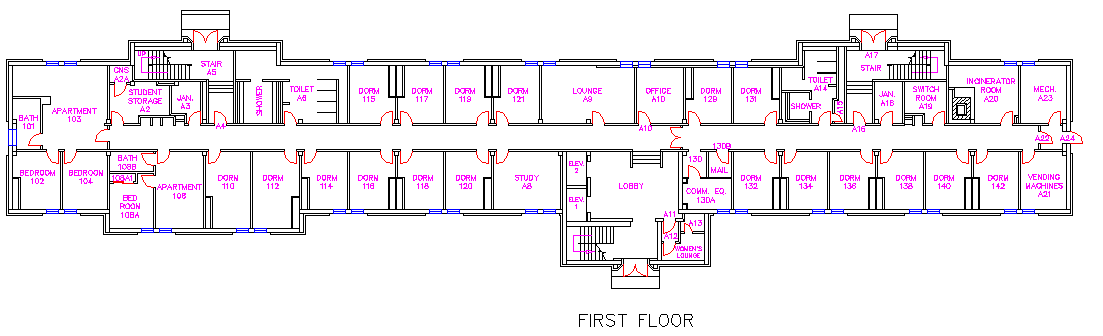 UP
STAIR
A5
CNS
A2A
STUDENT
STORAGE
A2
JAN.
A3
SHOWER
TOILET
A6
A4
DORM
115
DORM
117
DORM
119
DORM
121
LOUNGE
A9
OFFICE
A10
DORM
129
DORM
131
TOILET
A14
SHOWER
A15
A17
STAIR
JAN.
A18
SWITCH
ROOM
A19
INCINERATOR
ROOM
A20
MECH.
A23
APARTMENT
103
BATH
101
A10
A16
A22
A24
BEDROOM
102
BEDROOM
104
BATH
108B
108A1
BED
ROOM
108A
APARTMENT
108
DORM
110
DORM
112
DORM
114
DORM
116
DORM
118
DORM
120
STUDY
A8
ELEV.
2
ELEV.
1
LOBBY
130B
130
MAIL
COMM. EQ.
130A
DORM
132
DORM
134
DORM
136
DORM
138
DORM
140
DORM
142
VENDING
MACHINES
A21
A11
A13
A12
WOMEN'S
LOUNGE
FIRST FLOOR